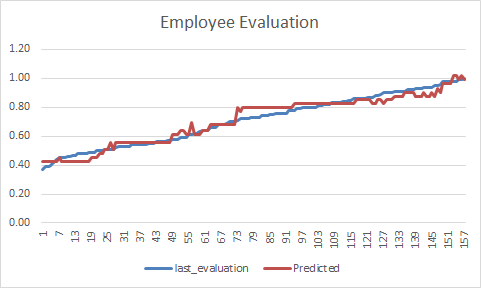 Employee Evaluation
1.20
1.00
0.80
0.60
0.40
0.20
0.00
1 7 13 19 25 31 37 43 49 55 61 67 73 79 85 91 97 103 109 115 121 127 133 139 145 151 157
last_evaluation Predicted